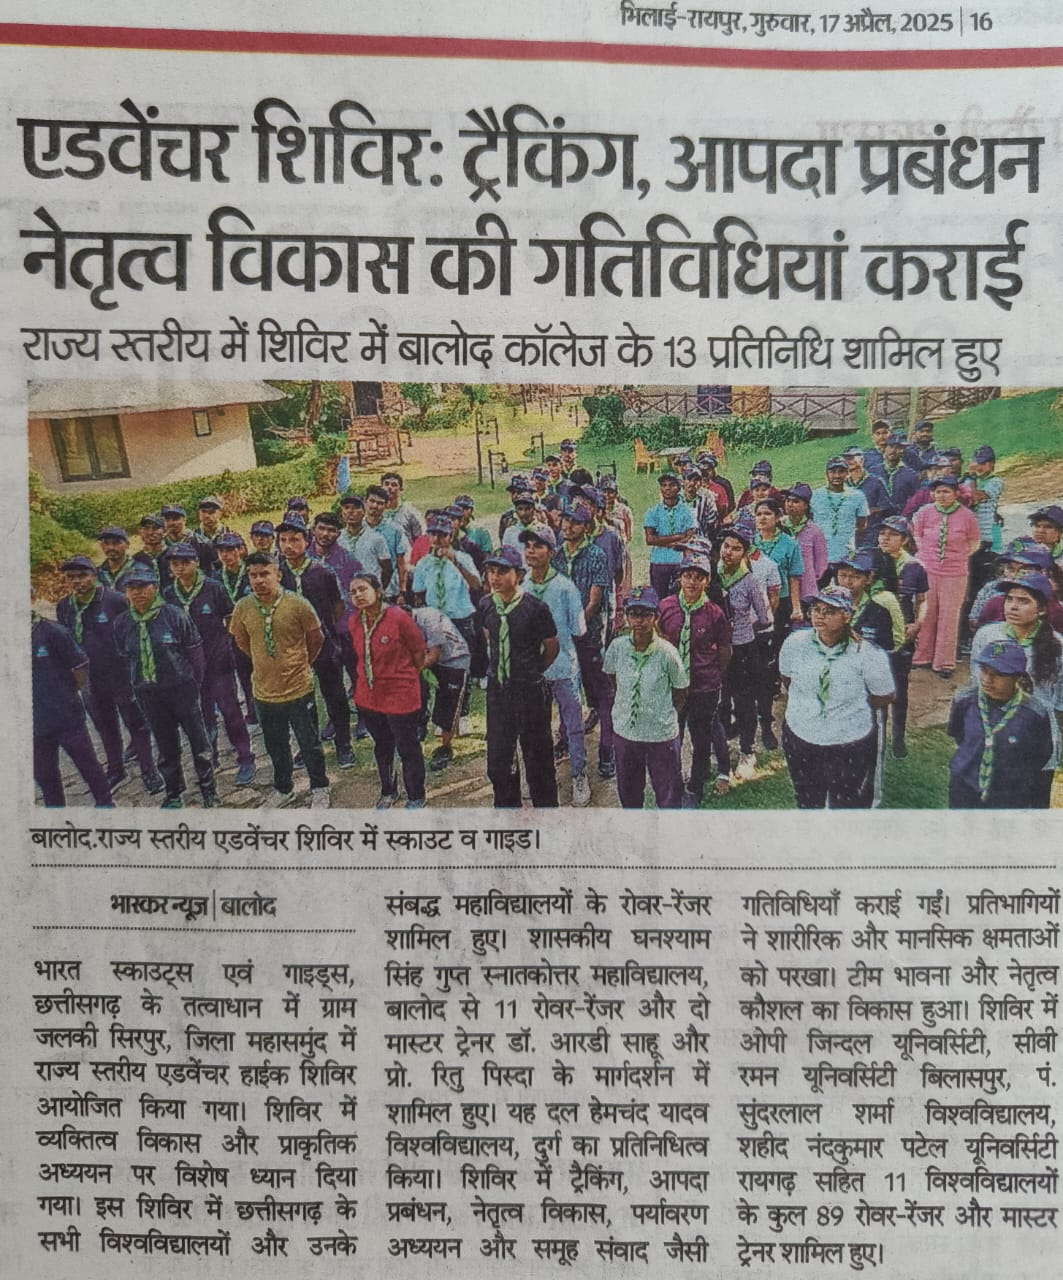 भिलाई-रायपुर, गुरुवार, 17 अप्रैल, 2025 | 16
एडवेंचर शिविर: ट्रैकिंग, आपदा प्रबंधन
नेतृत्व विकास की गतिविधियां कराई
राज्य स्तरीय में शिविर में बालोद कॉलेज के 13 प्रतिनिधि शामिल हुए
बालोद.राज्य स्तरीय एडवेंचर शिविर में स्काउट व गाइड।
भास्कर न्यूज | बालोद
भारत स्काउट्स एवं गाइड्स,
छत्तीसगढ़ के तत्वाधान में ग्राम
जलकी सिरपुर, जिला महासमुंद में
राज्य स्तरीय एडवेंचर हाईक शिविर
आयोजित किया गया। शिविर में
व्यक्तित्व विकास और प्राकृतिक
अध्ययन पर विशेष ध्यान दिया
गया। इस शिविर में छत्तीसगढ़ के
सभी विश्वविद्यालयों और उनके
संबद्ध महाविद्यालयों के रोवर-रेंजर
शामिल हुए। शासकीय घनश्याम
सिंह गुप्त स्नातकोत्तर महाविद्यालय,
बालोद से 11 रोवर-रेंजर और दो
मास्टर ट्रेनर डॉ. आरडी साहू और
प्रो. रितु पिस्दा के मार्गदर्शन में
शामिल हुए। यह दल हेमचंद यादव
विश्वविद्यालय, दुर्ग का प्रतिनिधित्व
किया। शिविर में ट्रैकिंग, आपदा
प्रबंधन, नेतृत्व विकास, पर्यावरण
अध्ययन और समूह संवाद जैसी
गतिविधियाँ कराई गईं। प्रतिभागियों
ने शारीरिक और मानसिक क्षमताओं
को परखा। टीम भावना और नेतृत्व
कौशल का विकास हुआ। शिविर में
ओपी जिन्दल यूनिवर्सिटी, सीवी
रमन यूनिवर्सिटी बिलासपुर, पं.
सुंदरलाल शर्मा विश्वविद्यालय,
शहीद नंदकुमार पटेल यूनिवर्सिटी
रायगढ़ सहित 11 विश्वविद्यालयों
के कुल 89 रोवर-रेंजर और मास्टर
ट्रेनर शामिल हुए।